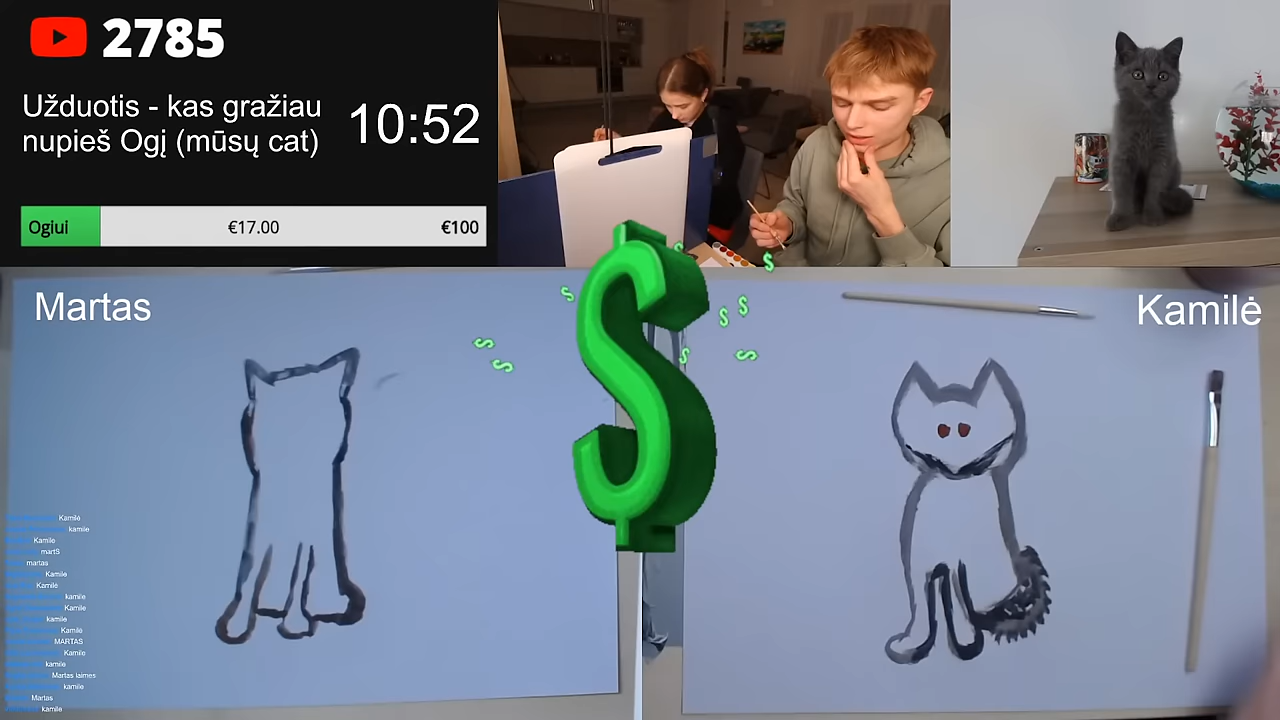 2785
Užduotis - kas gražiau
nupieš Ogį (mūsų cat)
10:52
Ogiui €17.00 €100
Martas
Kamilė
Kamilė
kamile
Kamile
martS
martas
Kamile
Kamile
kamile
Kamile
kamile
Kamilė
MARTAS
Kamile
kamile
Martas laimes
kamile
Martas
kamile